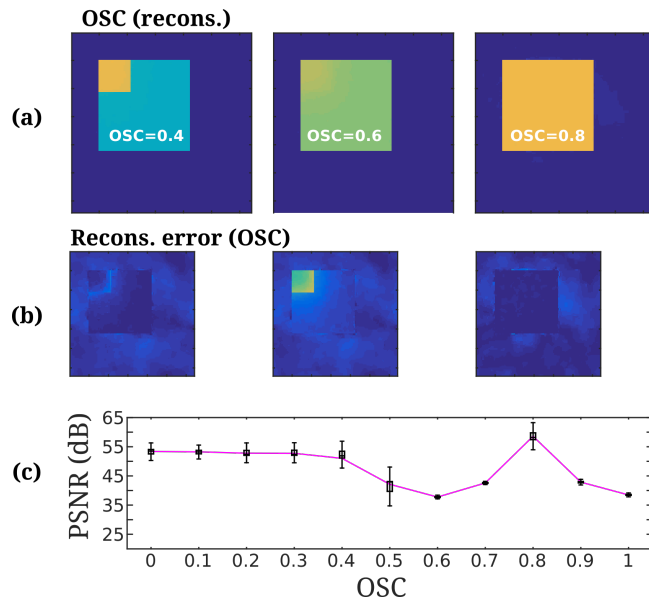 OSC (recons.)
(a)
OSC=0.4
OSC=0.6
OSC=0.8
Recons. error (OSC)
(b)
(c)
PSNR (dB)
65
55
45
35
25
0 0.1 0.2 0.3 0.4 0.5 0.6 0.7 0.8 0.9 1
OSC